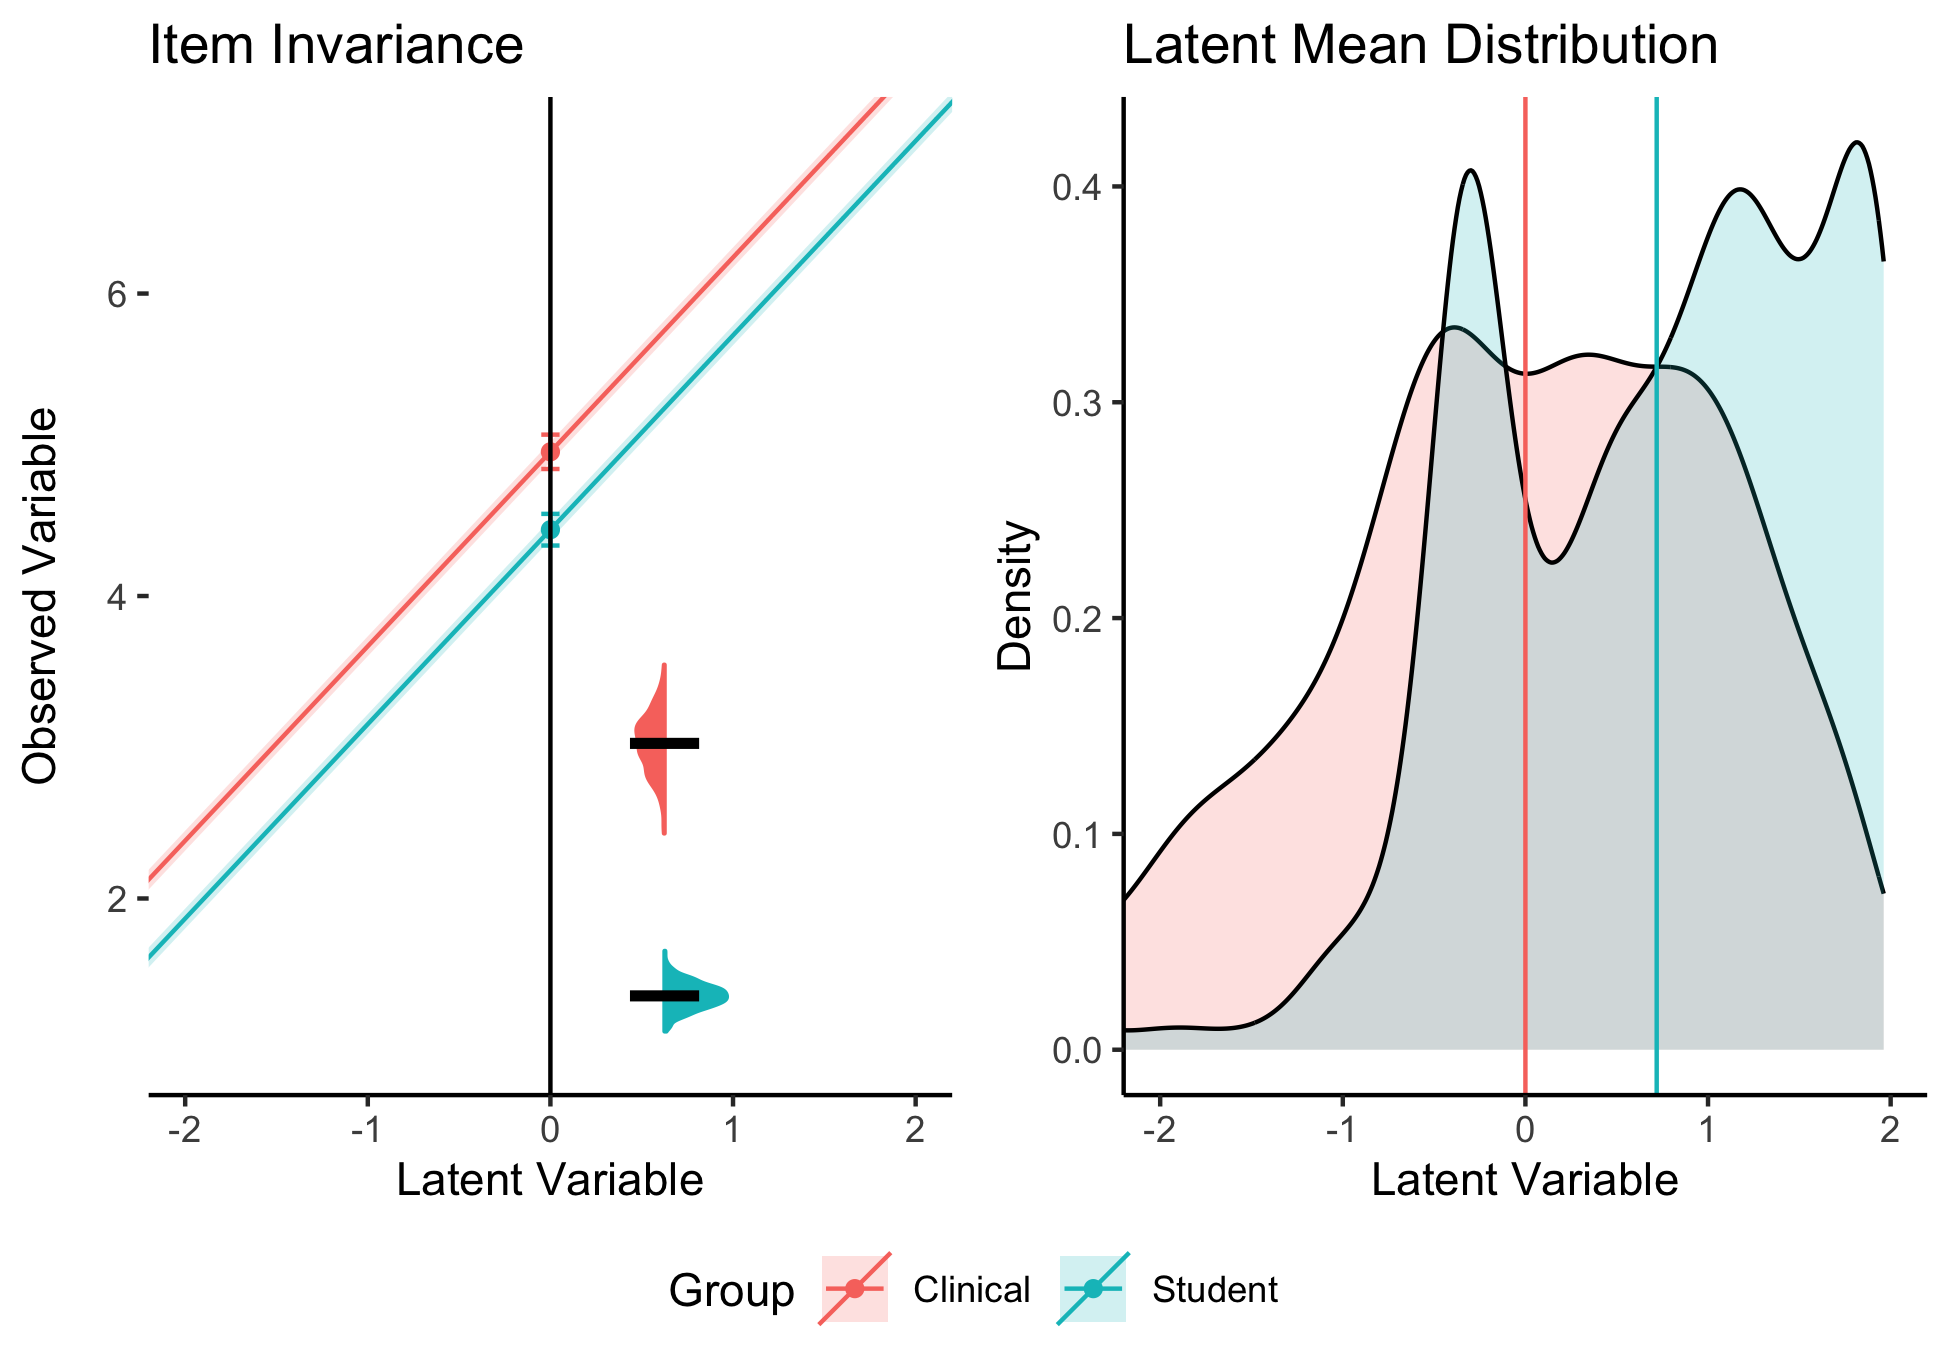 Item Invariance
Observed Variable
6
4
2
-2 -1 0 1 2
Latent Variable
Latent Mean Distribution
Density
0.4
0.3
0.2
0.1
0.0
-2 -1 0 1 2
Latent Variable
Group Clinical Student